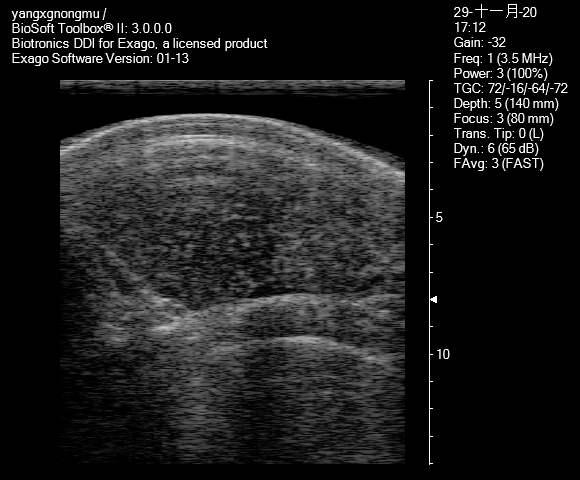 yangxgnongmu /
BioSoft Toolbox® II: 3.0.0.0
Biotronics DDI for Exago, a licensed product
Exago Software Version: 01-13
29-十一月-20
17:12
Gain: -32
Freq: 1 (3.5 MHz)
Power: 3 (100%)
TGC: 72/-16/-64/-72
Depth: 5 (140 mm)
Focus: 3 (80 mm)
Trans. Tip: 0 (L)
Dyn.: 6 (65 dB)
FAvg: 3 (FAST)
5
10